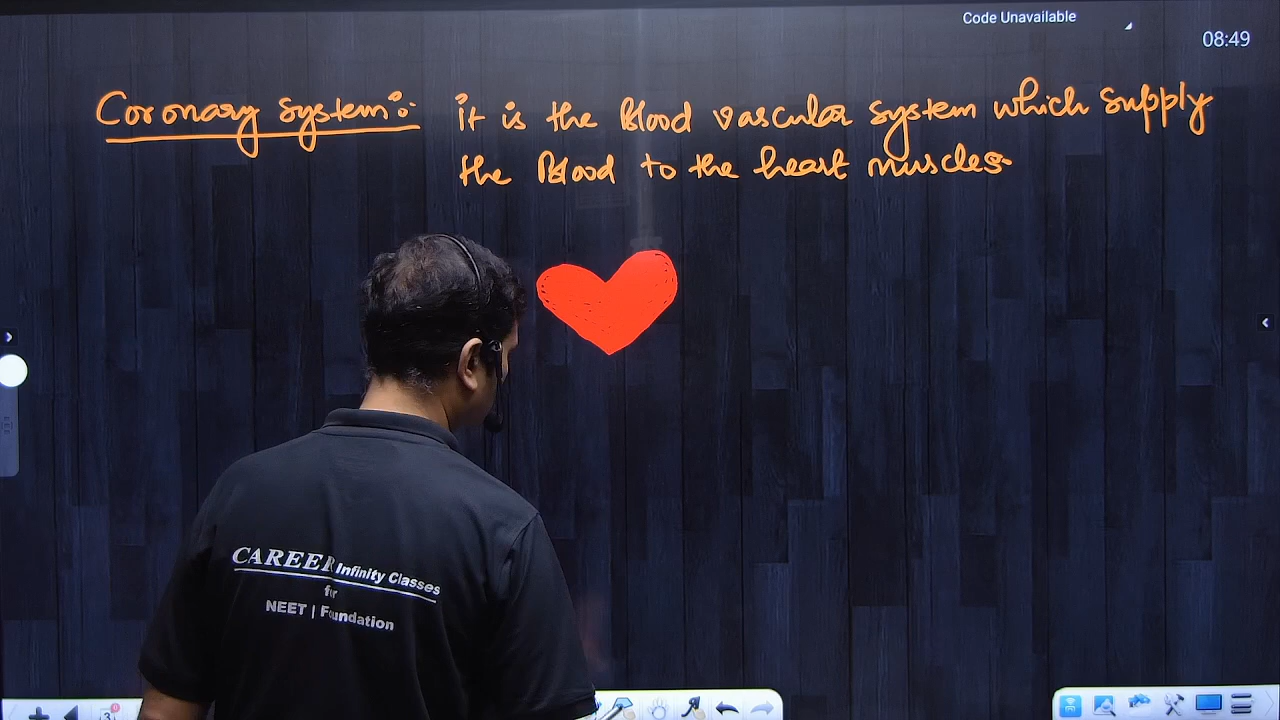 Code Unavailable
08:49
Coronary system:- it is the Blood vascular system which supply
the Blood to the heart muscles-
CAREER Infinity Classes
for
NEET | Foundation
3